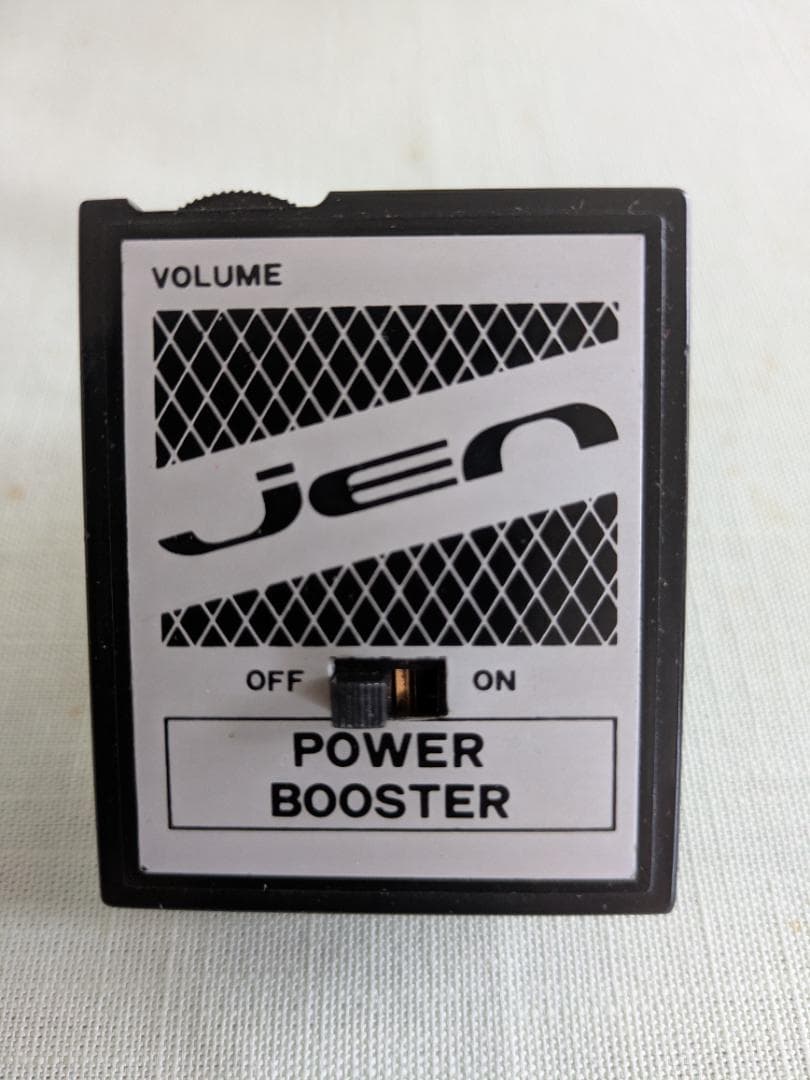 VOLUME
jen
OFF ON
POWER
BOOSTER